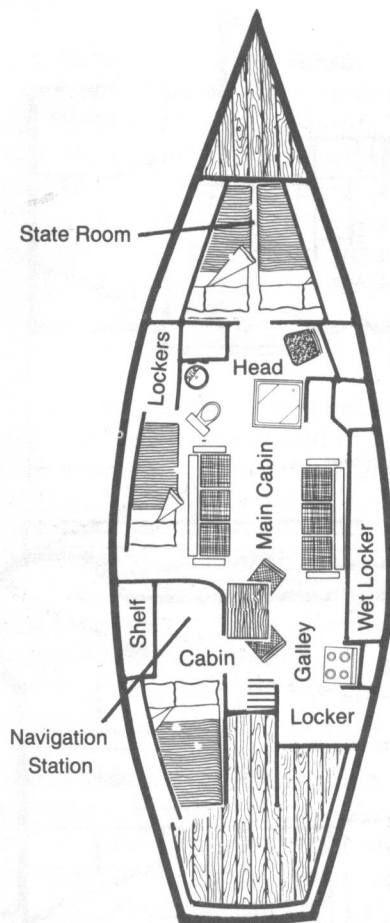 State Room
Lockers
Head
Main Cabin
Wet Locker
Shelf
Cabin
Galley
Locker
Navigation
Station